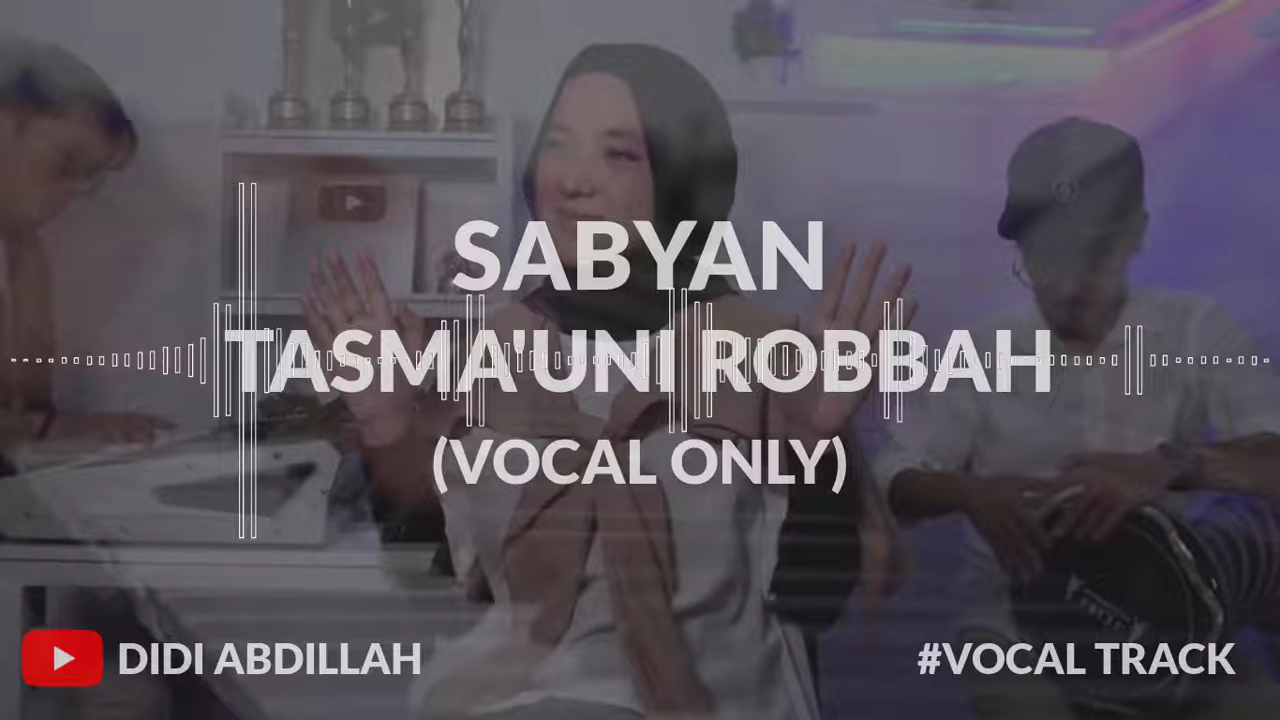 SABYAN
TASMA'UNI ROBBAH
(VOCAL ONLY)
DIDI ABDILLAH
#VOCAL TRACK